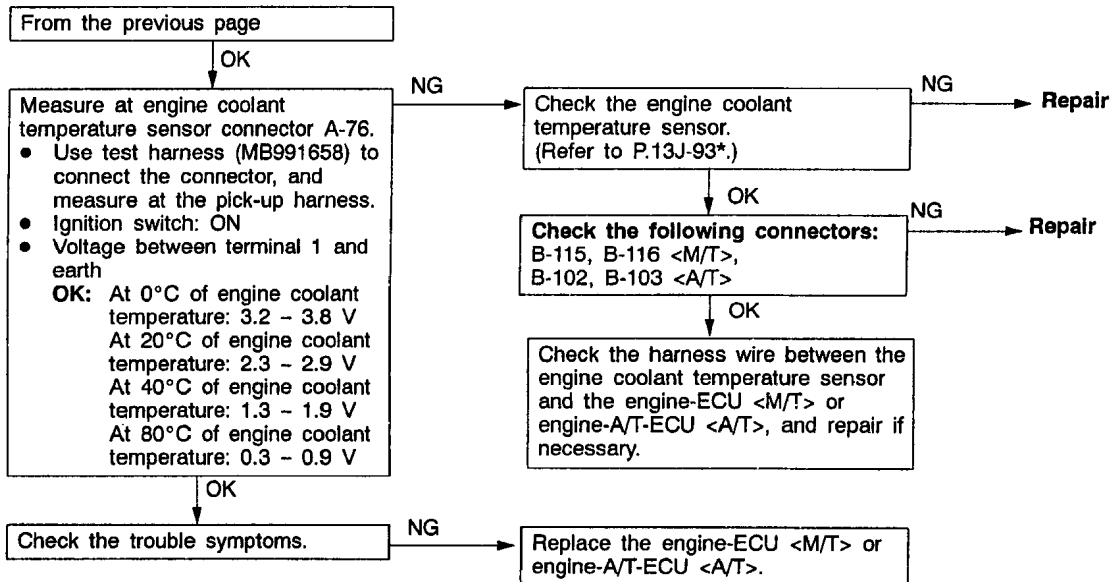 From the previous page
OK
Measure at engine coolant
temperature sensor connector A-76.
● Use test harness (MB991658) to
connect the connector, and
measure at the pick-up harness.
● Ignition switch: ON
● Voltage between terminal 1 and
earth
OK: At 0°C of engine coolant
temperature: 3.2 – 3.8 V
At 20°C of engine coolant
temperature: 2.3 – 2.9 V
At 40°C of engine coolant
temperature: 1.3 – 1.9 V
At 80°C of engine coolant
temperature: 0.3 – 0.9 V
NG
Check the engine coolant
temperature sensor.
(Refer to P.13J-93*.)
NG
Repair
OK
Check the following connectors:
B-115, B-116 <M/T>,
B-102, B-103 <A/T>
NG
Repair
OK
Check the harness wire between the
engine coolant temperature sensor
and the engine-ECU <M/T> or
engine-A/T-ECU <A/T>, and repair if
necessary.
OK
Check the trouble symptoms.
NG
Replace the engine-ECU <M/T> or
engine-A/T-ECU <A/T>.